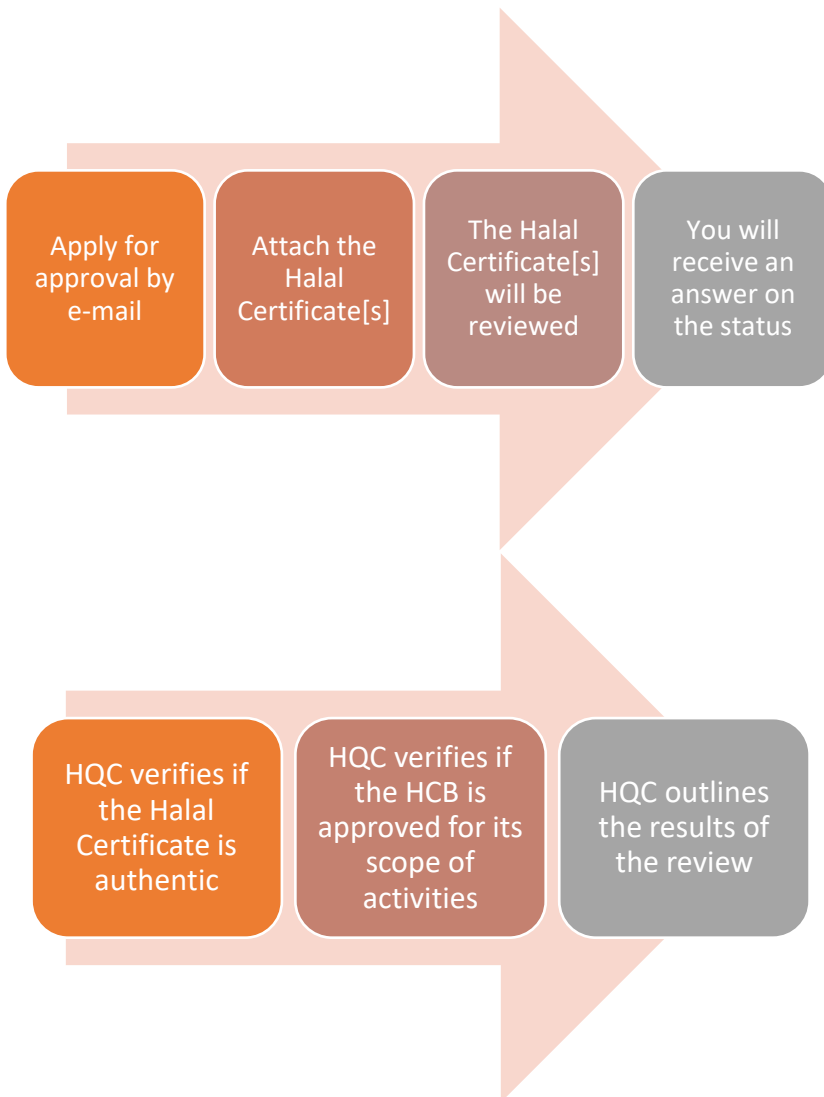 Apply for
approval by
e-mail
Attach the
Halal
Certificate[s]
The Halal
Certificate[s]
will be
reviewed
You will
receive an
answer on
the status
HQC verifies if
the Halal
Certificate is
authentic
HQC verifies if
the HCB is
approved for its
scope of
activities
HQC outlines
the results of
the review